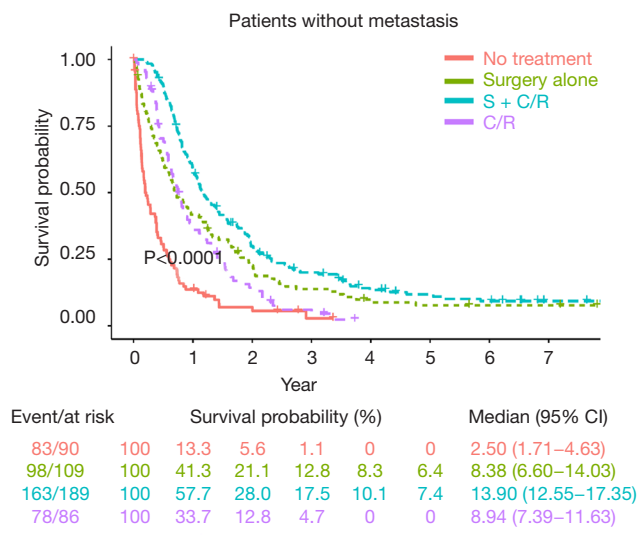 Patients without metastasis
1.00
0.75
0.50
0.25
0.00
Survival probability
No treatment
Surgery alone
S + C/R
C/R
P<0.0001
0 1 2 3 4 5 6 7
Year
Event/at risk Survival probability (%) Median (95% CI)
83/90 100 13.3 5.6 1.1 0 0 2.50 (1.71–4.63)
98/109 100 41.3 21.1 12.8 8.3 6.4 8.38 (6.60–14.03)
163/189 100 57.7 28.0 17.5 10.1 7.4 13.90 (12.55–17.35)
78/86 100 33.7 12.8 4.7 0 0 8.94 (7.39–11.63)